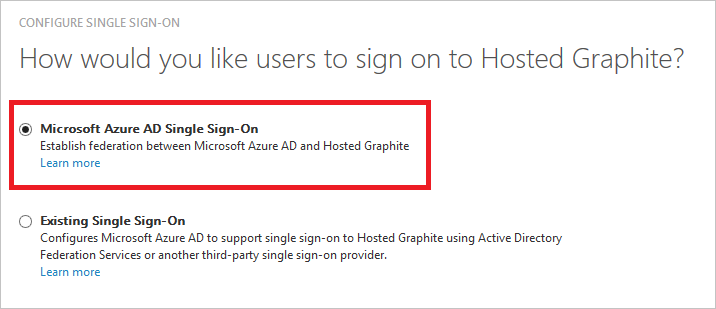 CONFIGURE SINGLE SIGN-ON
How would you like users to sign on to Hosted Graphite?
Microsoft Azure AD Single Sign-On
Establish federation between Microsoft Azure AD and Hosted Graphite
Learn more
Existing Single Sign-On
Configures Microsoft Azure AD to support single sign-on to Hosted Graphite using Active Directory
Federation Services or another third-party single sign-on provider.
Learn more